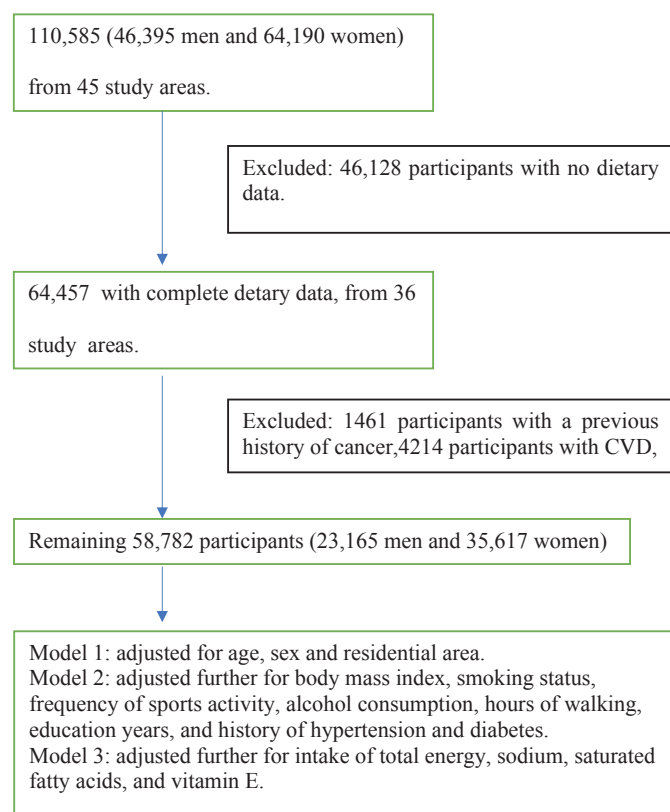 110,585 (46,395 men and 64,190 women)
from 45 study areas.
Excluded: 46,128 participants with no dietary
data.
64,457 with complete detary data, from 36
study areas.
Excluded: 1461 participants with a previous
history of cancer,4214 participants with CVD,
Remaining 58,782 participants (23,165 men and 35,617 women)
Model 1: adjusted for age, sex and residential area.
Model 2: adjusted further for body mass index, smoking status,
frequency of sports activity, alcohol consumption, hours of walking,
education years, and history of hypertension and diabetes.
Model 3: adjusted further for intake of total energy, sodium, saturated
fatty acids, and vitamin E.